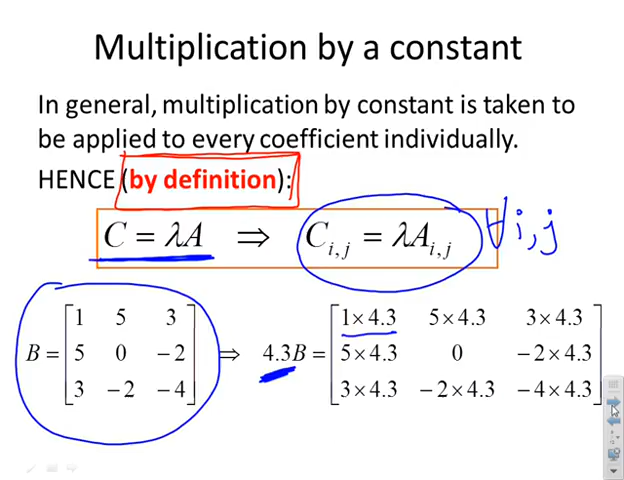 Multiplication by a constant
In general, multiplication by constant is taken to
be applied to every coefficient individually.
HENCE (by definition):
C = λA ⇒ C_{i,j} = λA_{i,j} ∀ i,j
B = [1 5 3; 5 0 −2; 3 −2 −4] ⇒ 4.3B = [1×4.3 5×4.3 3×4.3; 5×4.3 0 −2×4.3; 3×4.3 −2×4.3 −4×4.3]